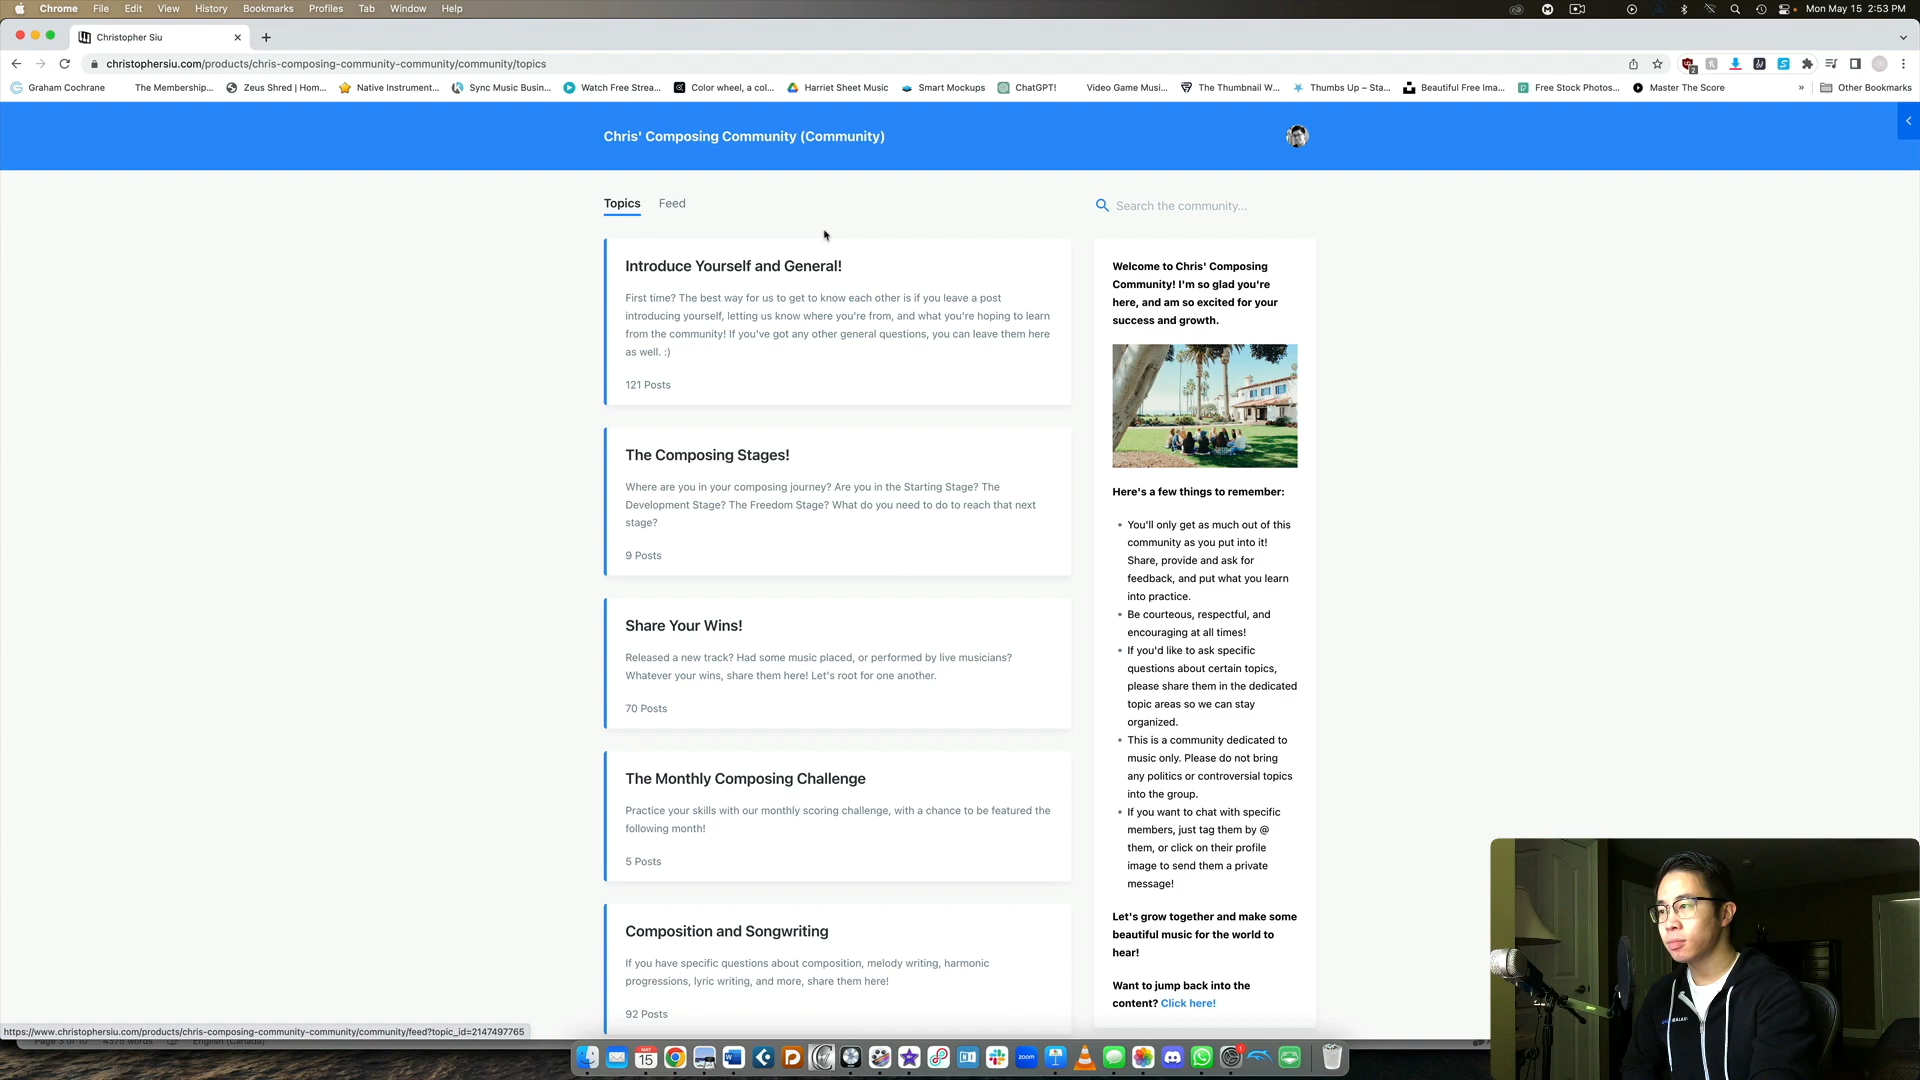 Chrome File Edit View History Bookmarks Profiles Tab Window Help
Mon May 15 2:53 PM
Christopher Siu
christophersiu.com/products/chris-composing-community-community/community/topics
Graham Cochrane The Membership... Zeus Shred | Hom... Native Instrument... Sync Music Busin... Watch Free Strea... Color wheel, a col... Harriet Sheet Music Smart Mockups ChatGPT! Video Game Musi... The Thumbnail W... Thumbs Up – Sta... Beautiful Free Ima... Free Stock Photos... Master The Score » Other Bookmarks
Chris' Composing Community (Community)
Topics Feed
Search the community...
Introduce Yourself and General!
First time? The best way for us to get to know each other is if you leave a post
introducing yourself, letting us know where you're from, and what you're hoping to learn
from the community! If you've got any other general questions, you can leave them here
as well. :)
121 Posts
The Composing Stages!
Where are you in your composing journey? Are you in the Starting Stage? The
Development Stage? The Freedom Stage? What do you need to do to reach that next
stage?
9 Posts
Share Your Wins!
Released a new track? Had some music placed, or performed by live musicians?
Whatever your wins, share them here! Let's root for one another.
70 Posts
The Monthly Composing Challenge
Practice your skills with our monthly scoring challenge, with a chance to be featured the
following month!
5 Posts
Composition and Songwriting
If you have specific questions about composition, melody writing, harmonic
progressions, lyric writing, and more, share them here!
92 Posts
Welcome to Chris' Composing
Community! I'm so glad you're
here, and am so excited for your
success and growth.
Here's a few things to remember:
• You'll only get as much out of this
community as you put into it!
Share, provide and ask for
feedback, and put what you learn
into practice.
• Be courteous, respectful, and
encouraging at all times!
• If you'd like to ask specific
questions about certain topics,
please share them in the dedicated
topic areas so we can stay
organized.
• This is a community dedicated to
music only. Please do not bring
any politics or controversial topics
into the group.
• If you want to chat with specific
members, just tag them by @
them, or click on their profile
image to send them a private
message!
Let's grow together and make some
beautiful music for the world to
hear!
Want to jump back into the
content? Click here!
https://www.christophersiu.com/products/chris-composing-community-community/community/feed?topic_id=2147497765
Page 3 of 10 4375 words English (Canada)
MAY
15
zoom